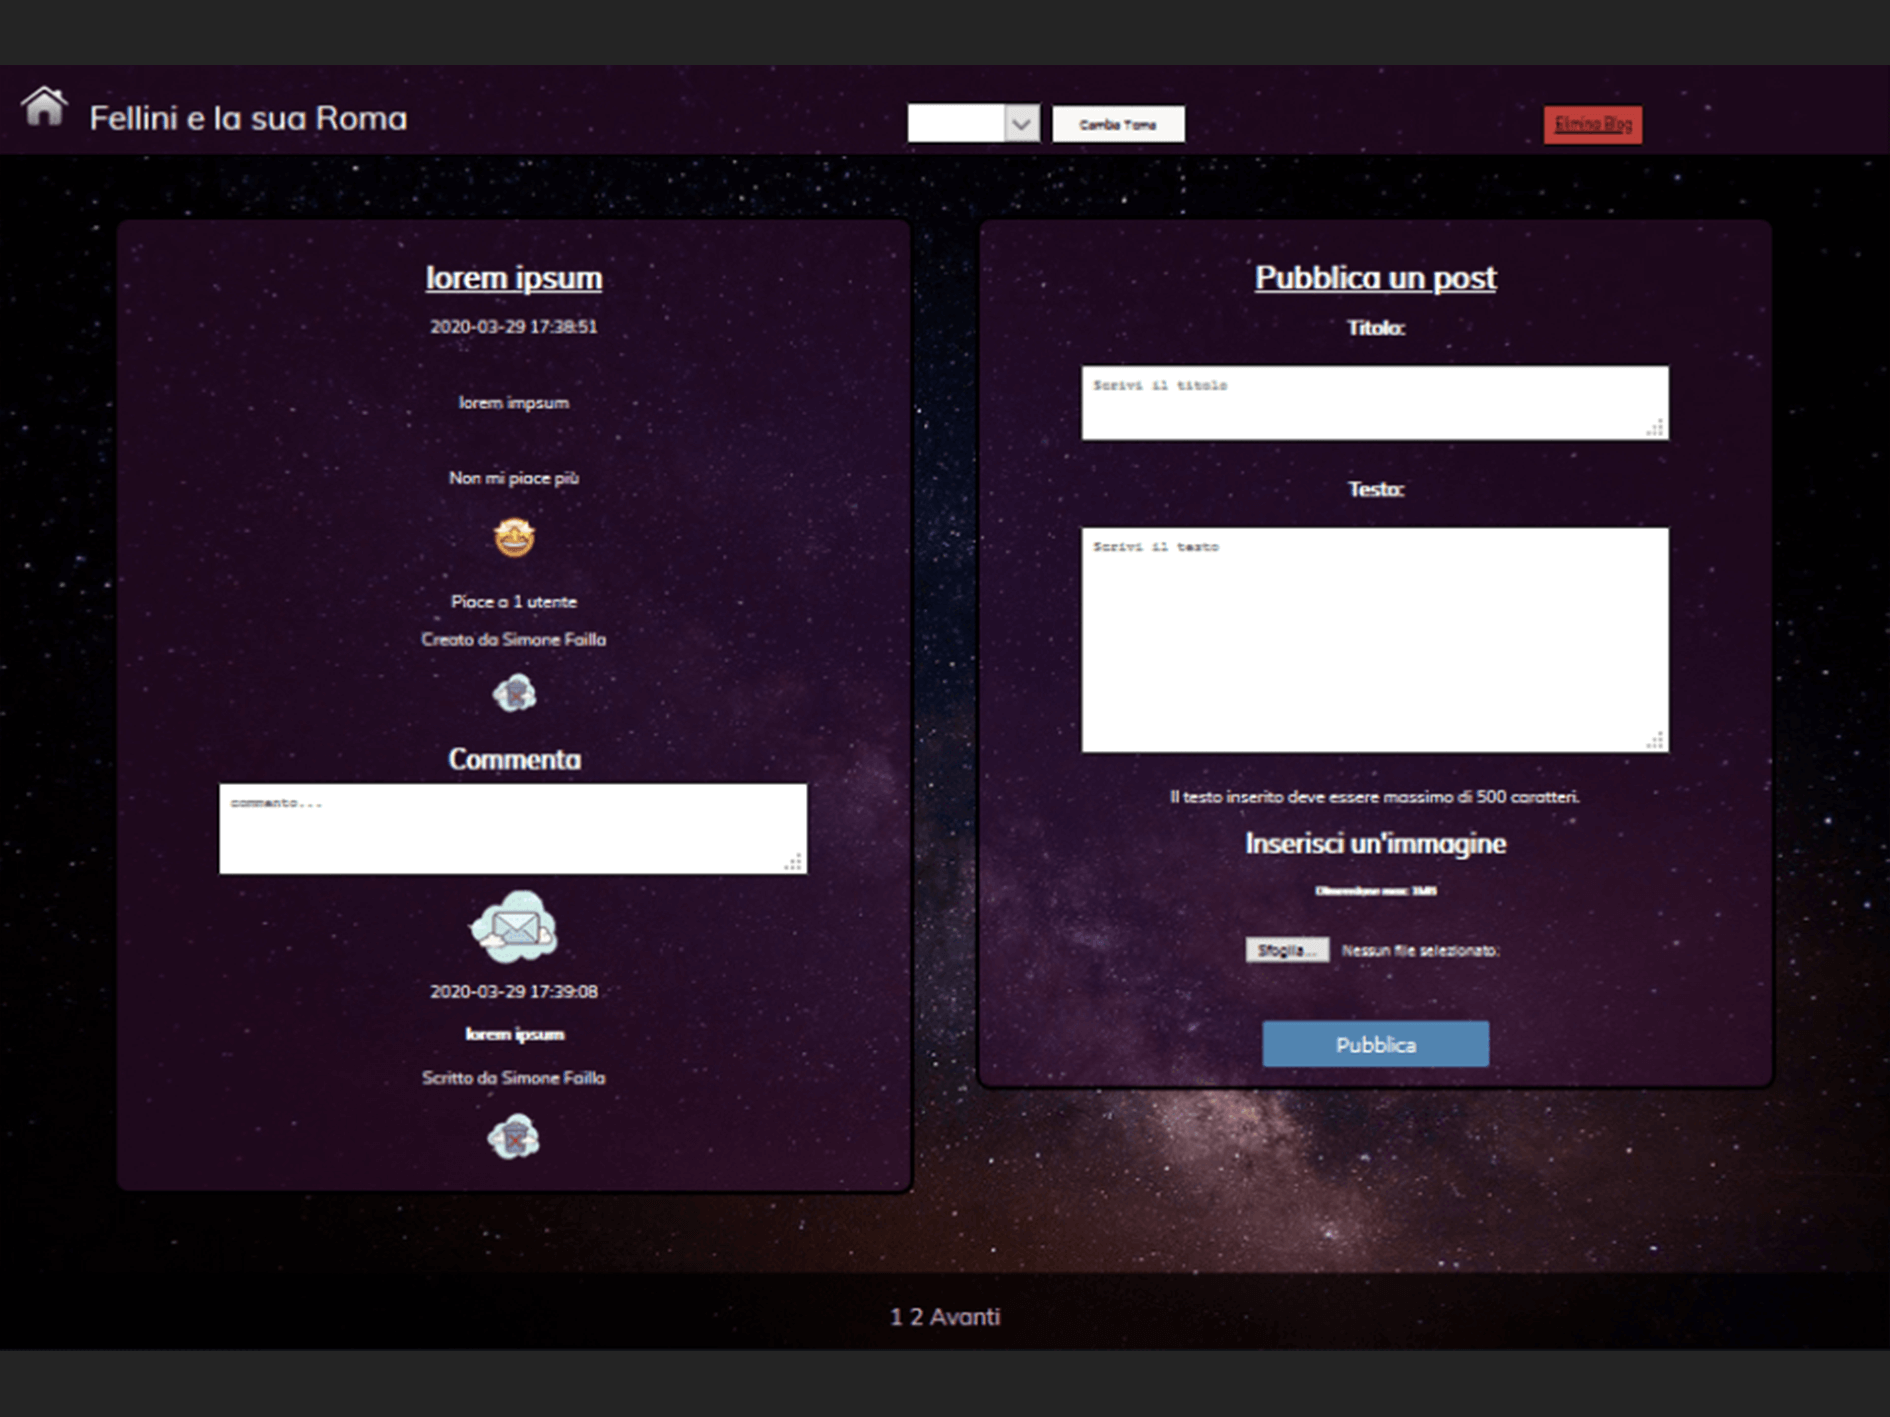 Fellini e la sua Roma
Cambia Tema
Elimina Blog
lorem ipsum
2020-03-29 17:38:51
lorem impsum
Non mi piace più
Piace a 1 utente
Creato da Simone Failla
Commenta
commento...
2020-03-29 17:39:08
lorem ipsum
Scritto da Simone Failla
Pubblica un post
Titolo:
Scrivi il titolo
Testo:
Scrivi il testo
Il testo inserito deve essere massimo di 500 caratteri.
Inserisci un'immagine
Dimensione max: 1MB
Sfoglia...
Nessun file selezionato.
Pubblica
1 2 Avanti